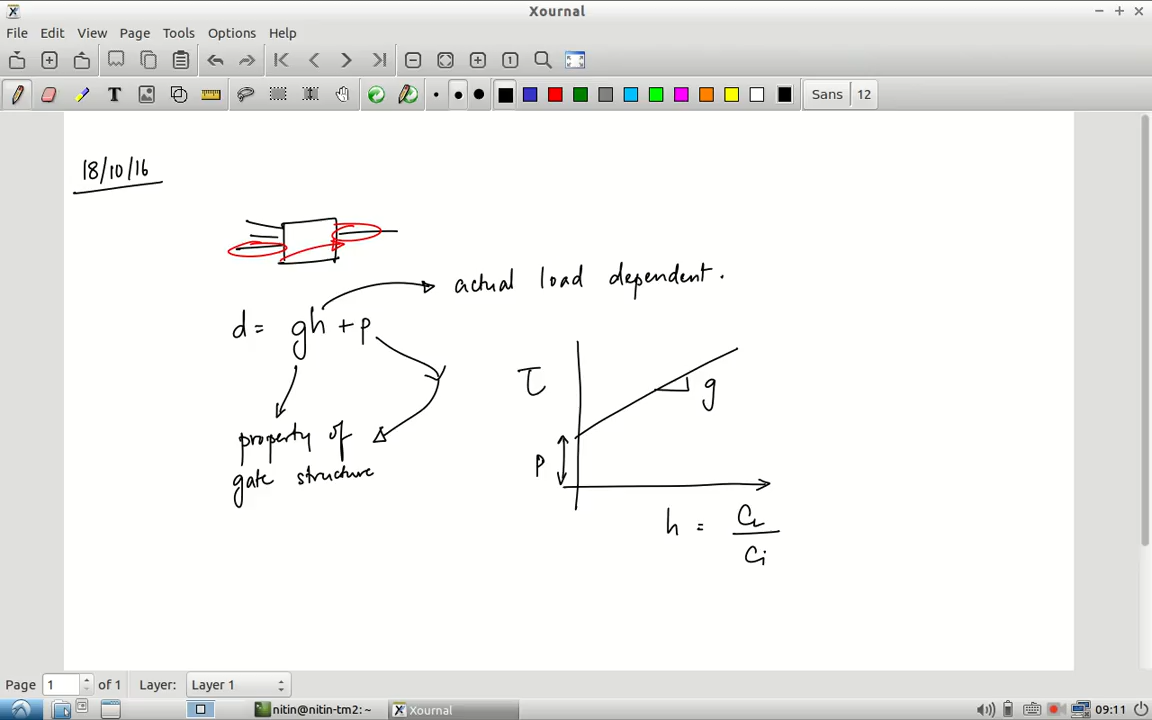 Xournal
File Edit View Page Tools Options Help
Sans 12
18/10/16
actual load dependent.
d = gh + p
τ
g
property of
gate structure
p
h = CL
Ci
Page 1 of 1 Layer: Layer 1
nitin@nitin-tm2: ~ Xournal 09:11